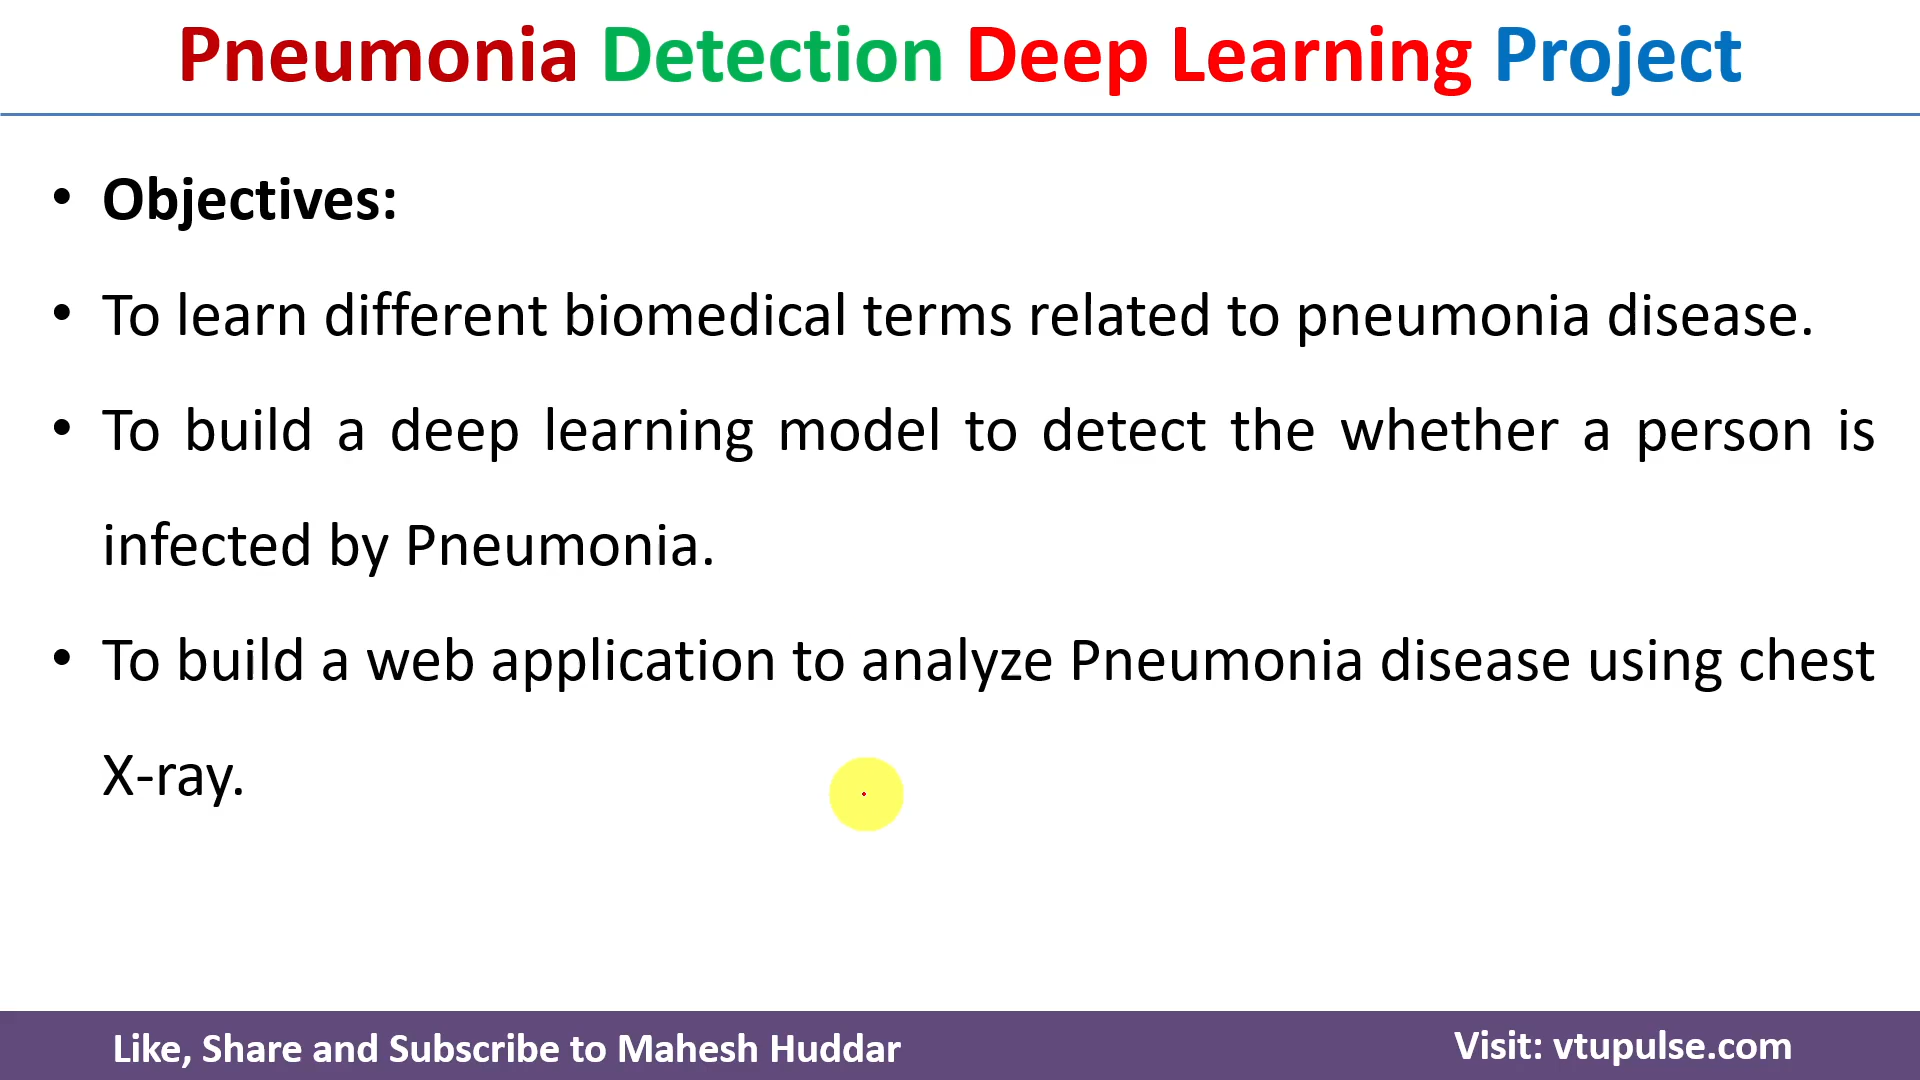 Pneumonia Detection Deep Learning Project
• Objectives:
• To learn different biomedical terms related to pneumonia disease.
• To build a deep learning model to detect the whether a person is
infected by Pneumonia.
• To build a web application to analyze Pneumonia disease using chest
X-ray.
Like, Share and Subscribe to Mahesh Huddar
Visit: vtupulse.com